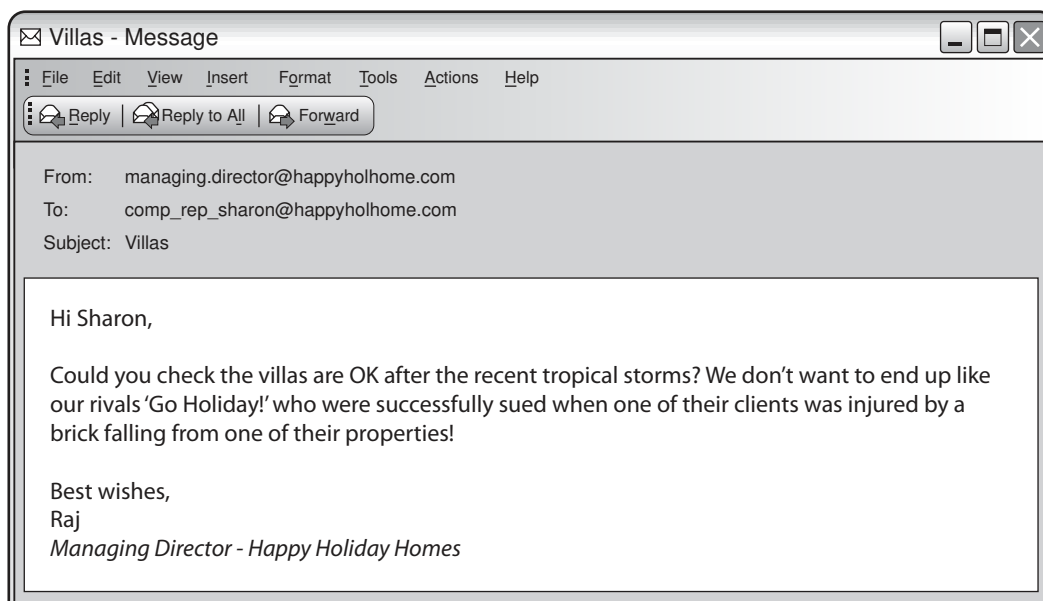 Villas - Message
File Edit View Insert Format Tools Actions Help
Reply Reply to All Forward
From: managing.director@happyholhome.com
To: comp_rep_sharon@happyholhome.com
Subject: Villas
Hi Sharon,
Could you check the villas are OK after the recent tropical storms? We don’t want to end up like
our rivals ‘Go Holiday!’ who were successfully sued when one of their clients was injured by a
brick falling from one of their properties!
Best wishes,
Raj
Managing Director - Happy Holiday Homes